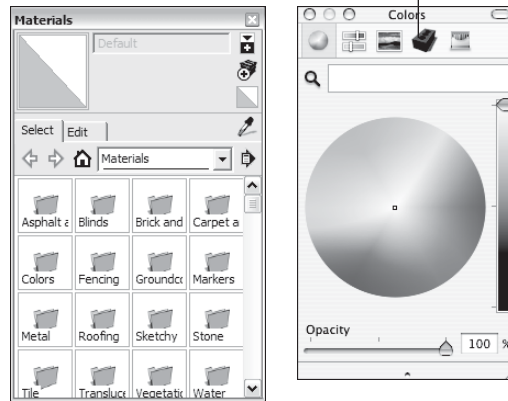 Materials
Default
Select Edit
Materials
Asphalt a Blinds Brick and Carpet a
Colors Fencing Groundcc Markers
Metal Roofing Sketchy Stone
Tile Transluce Vegetatic Water
Colors
Opacity
100 %